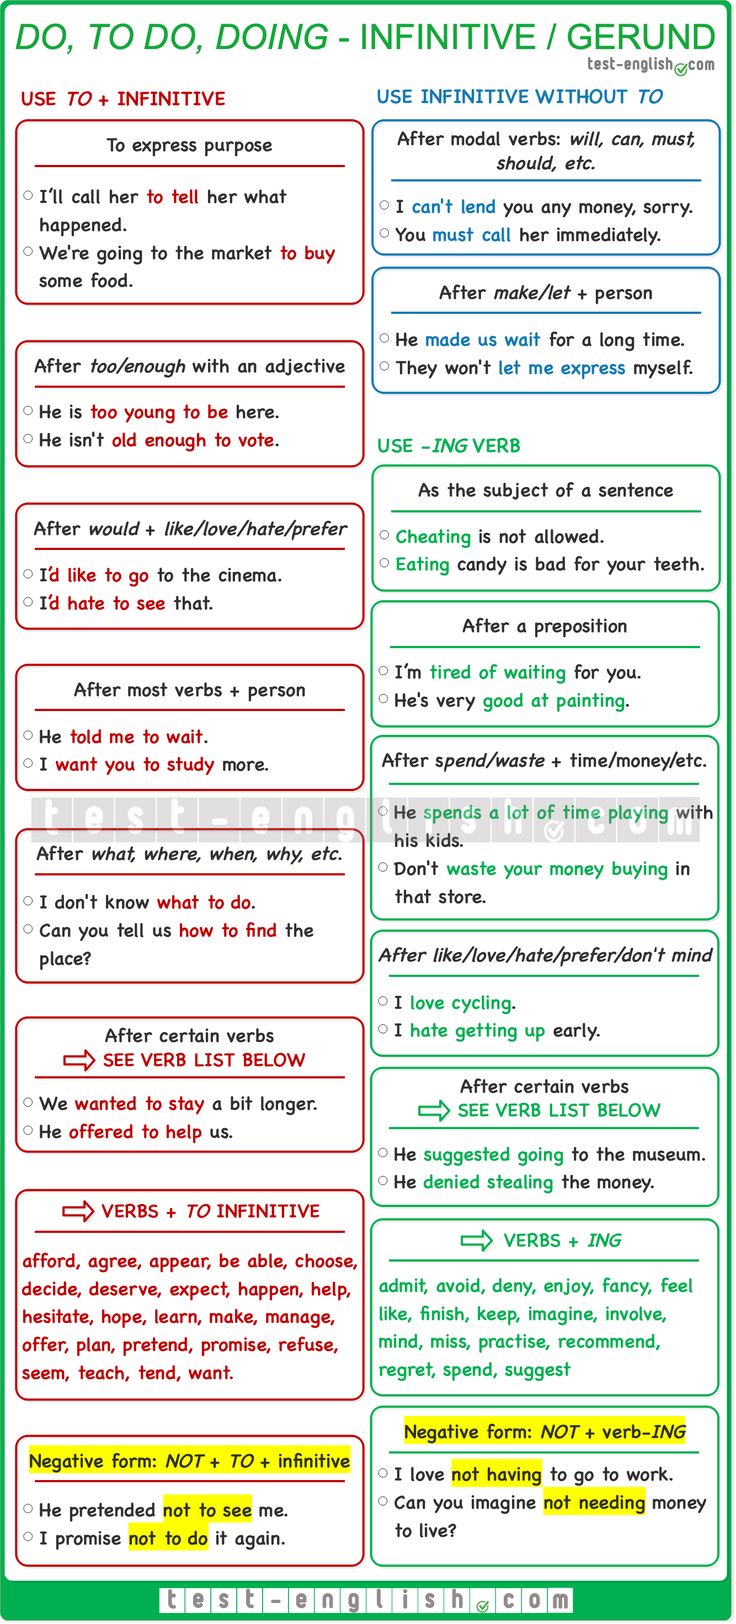 DO, TO DO, DOING - INFINITIVE / GERUND
test-english.com
USE TO + INFINITIVE
To express purpose
I'll call her to tell her what
happened.
We're going to the market to buy
some food.
After too/enough with an adjective
He is too young to be here.
He isn't old enough to vote.
After would + like/love/hate/prefer
I'd like to go to the cinema.
I'd hate to see that.
After most verbs + person
He told me to wait.
I want you to study more.
After what, where, when, why, etc.
I don't know what to do.
Can you tell us how to find the
place?
After certain verbs
SEE VERB LIST BELOW
We wanted to stay a bit longer.
He offered to help us.
VERBS + TO INFINITIVE
afford, agree, appear, be able, choose,
decide, deserve, expect, happen, help,
hesitate, hope, learn, make, manage,
offer, plan, pretend, promise, refuse,
seem, teach, tend, want.
Negative form: NOT + TO + infinitive
He pretended not to see me.
I promise not to do it again.
USE INFINITIVE WITHOUT TO
After modal verbs: will, can, must,
should, etc.
I can't lend you any money, sorry.
You must call her immediately.
After make/let + person
He made us wait for a long time.
They won't let me express myself.
USE -ING VERB
As the subject of a sentence
Cheating is not allowed.
Eating candy is bad for your teeth.
After a preposition
I'm tired of waiting for you.
He's very good at painting.
After spend/waste + time/money/etc.
He spends a lot of time playing with
his kids.
Don't waste your money buying in
that store.
After like/love/hate/prefer/don't mind
I love cycling.
I hate getting up early.
After certain verbs
SEE VERB LIST BELOW
He suggested going to the museum.
He denied stealing the money.
VERBS + ING
admit, avoid, deny, enjoy, fancy, feel
like, finish, keep, imagine, involve,
mind, miss, practise, recommend,
regret, spend, suggest
Negative form: NOT + verb-ING
I love not having to go to work.
Can you imagine not needing money
to live?
test-english.com
test-english.com